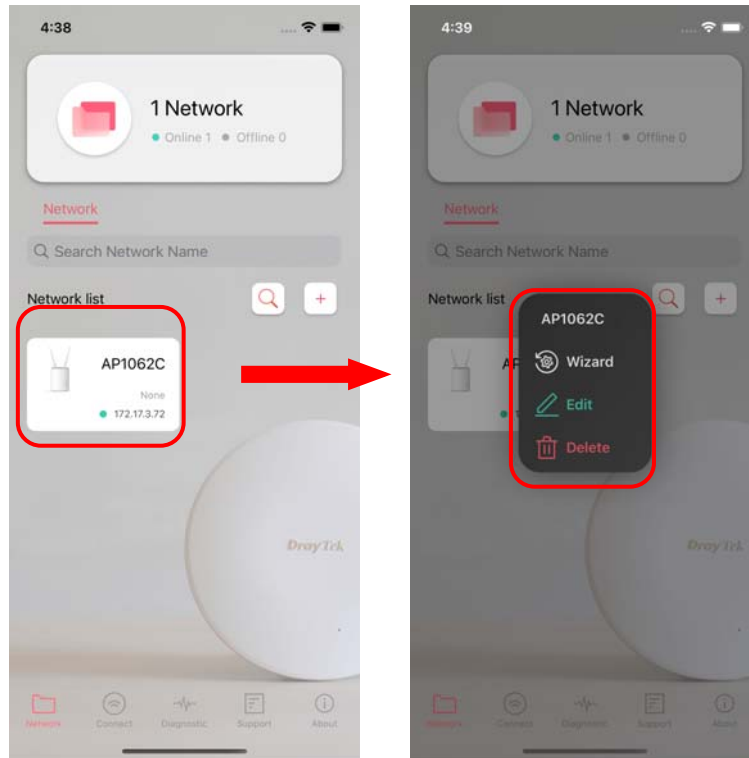 4:38
1 Network
Online 1 Offline 0
Network
Search Network Name
Network list
AP1062C
None
172.17.3.72
DrayTek
Network Connect Diagnostic Support About
4:39
1 Network
Online 1 Offline 0
Network
Search Network Name
Network list
AP1062C
Wizard
Edit
Delete
DrayTek
Network Connect Diagnostic Support About